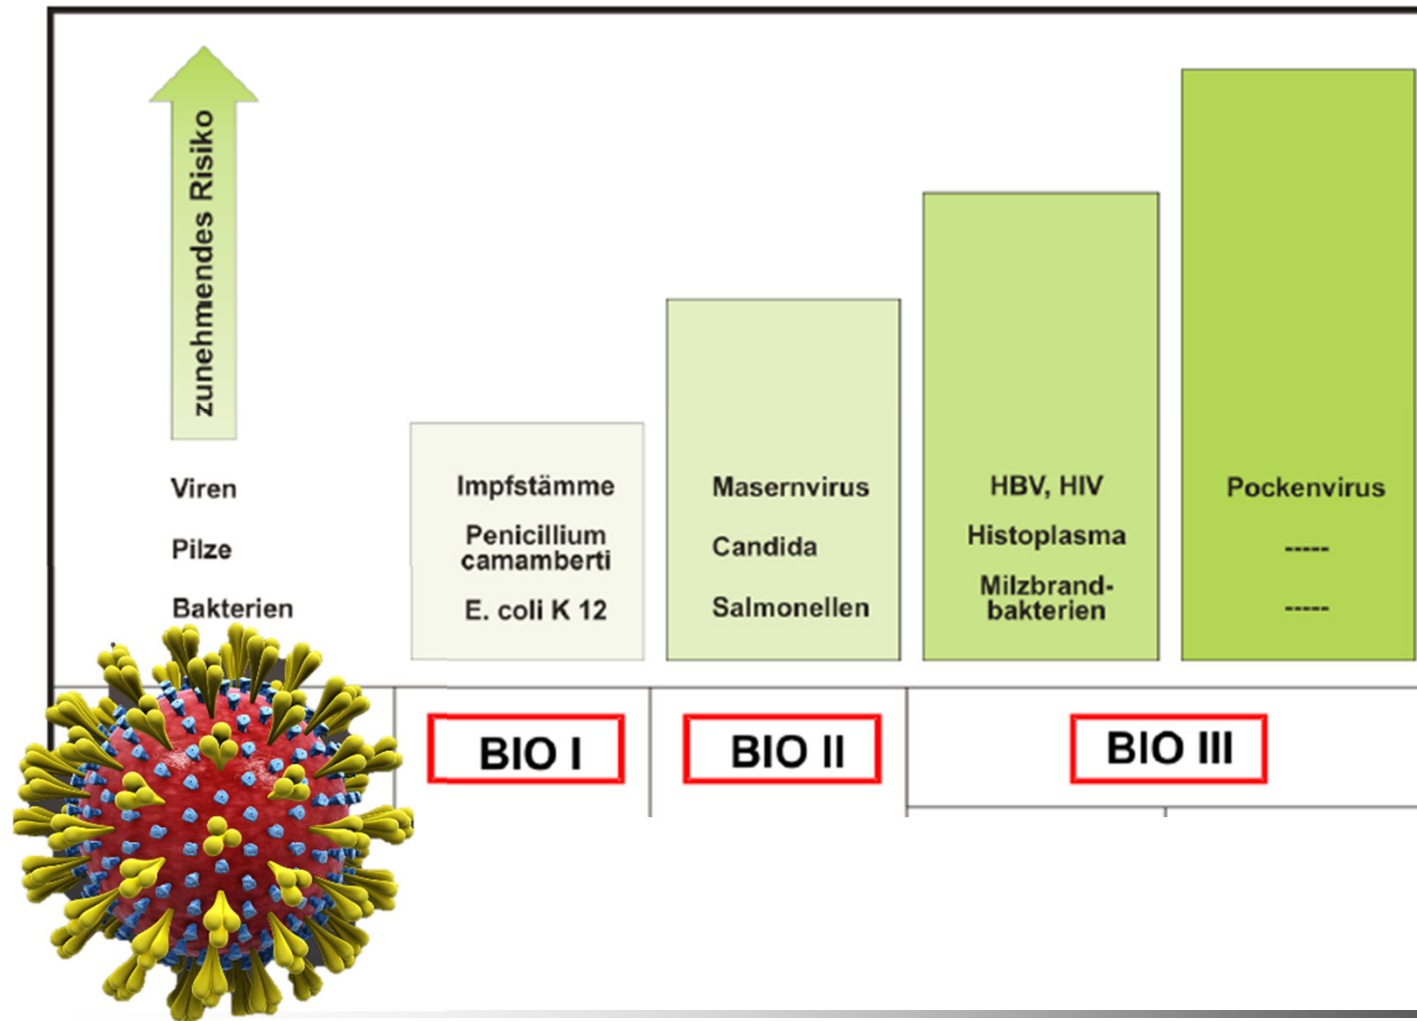 zunehmendes Risiko
Viren
Impfstämme
Masernvirus
HBV, HIV
Pockenvirus
Pilze
Penicillium
camamberti
Candida
Histoplasma
-----
Bakterien
E. coli K 12
Salmonellen
Milzbrand-
bakterien
-----
BIO I
BIO II
BIO III